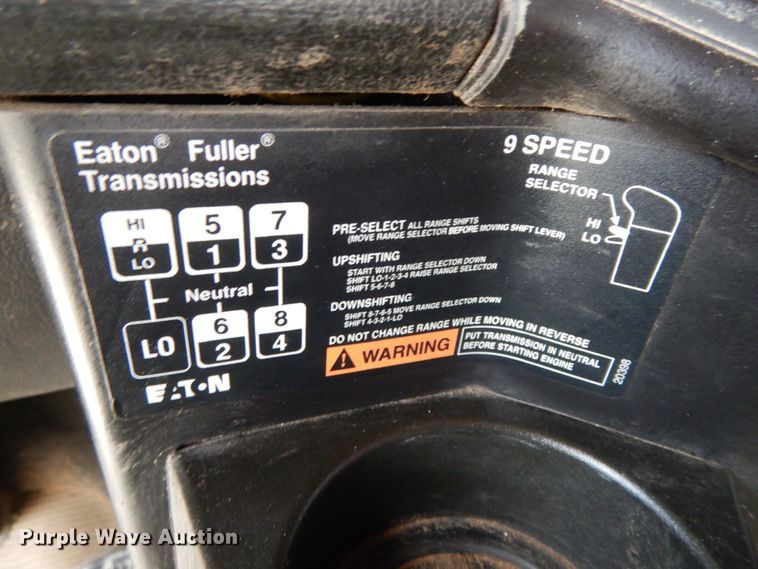 Eaton® Fuller®
Transmissions
9 SPEED
RANGE
SELECTOR
HI
LO
HI 5 7
R 1 3
LO
Neutral
LO 6 8
2 4
EATON
PRE-SELECT ALL RANGE SHIFTS
(MOVE RANGE SELECTOR BEFORE MOVING SHIFT LEVER)
UPSHIFTING
START WITH RANGE SELECTOR DOWN
SHIFT LO-1-2-3-4 RAISE RANGE SELECTOR
SHIFT 5-6-7-8
DOWNSHIFTING
SHIFT 8-7-6-5 MOVE RANGE SELECTOR DOWN
SHIFT 4-3-2-1-LO
DO NOT CHANGE RANGE WHILE MOVING IN REVERSE
WARNING
PUT TRANSMISSION IN NEUTRAL
BEFORE STARTING ENGINE
20398
Purple Wave Auction